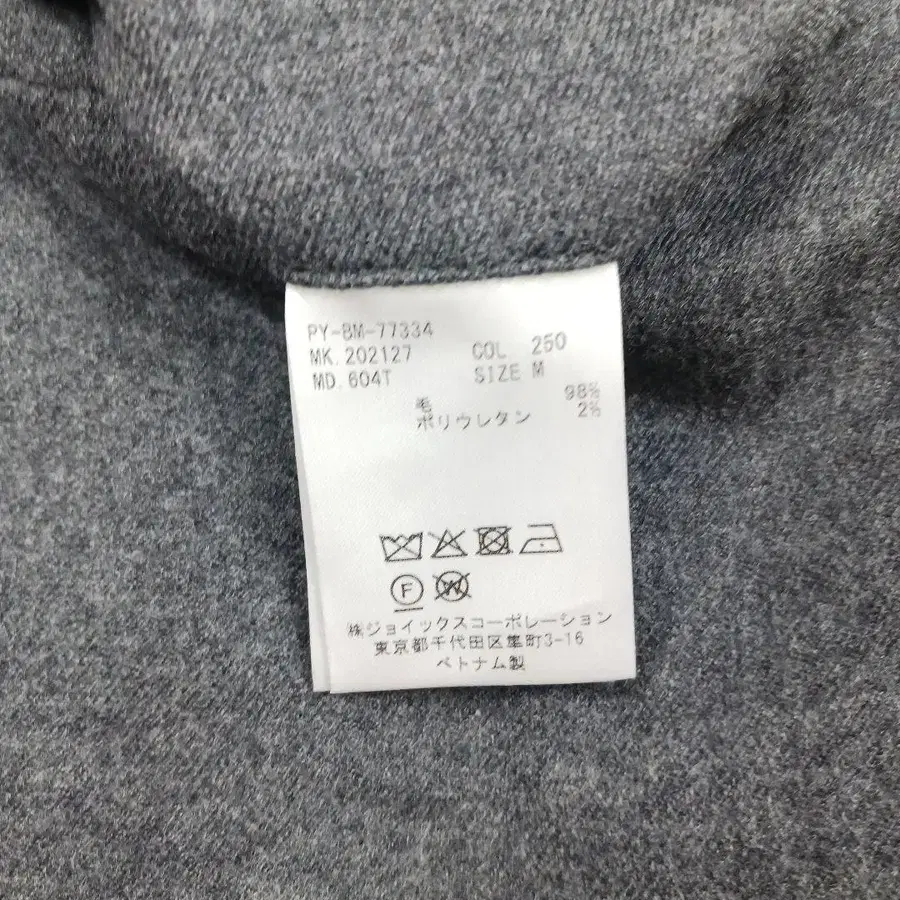 PY-BM-77334
MK.202127 COL 250
MD.604T SIZE M
毛 98%
ポリウレタン 2%
F W
㈱ジョイックスコーポレーション
東京都千代田区隼町3-16
ベトナム製